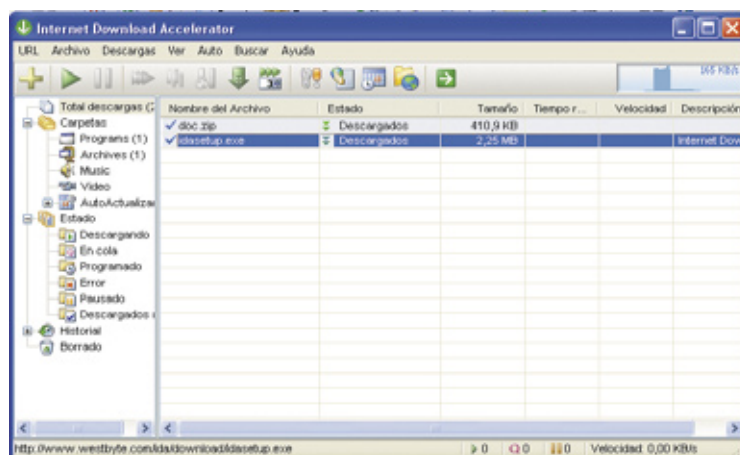 Internet Download Accelerator
URL Archivo Descargas Ver Auto Buscar Ayuda
165 KB/s
Total descargas (2
Nombre del Archivo Estado Tamaño Tiempo r... Velocidad Descripción
Carpetas
doc.zip Descargados 410,9 KB
Programs (1)
idasetup.exe Descargados 2,25 MB Internet Dow
Archives (1)
Music
Video
AutoActualizac
Estado
Descargando
En cola
Programado
Error
Pausado
Descargados
Historial
Borrado
http://www.westbyte.com/ida/download/idasetup.exe 0 0 0 Velocidad: 0,00 KB/s